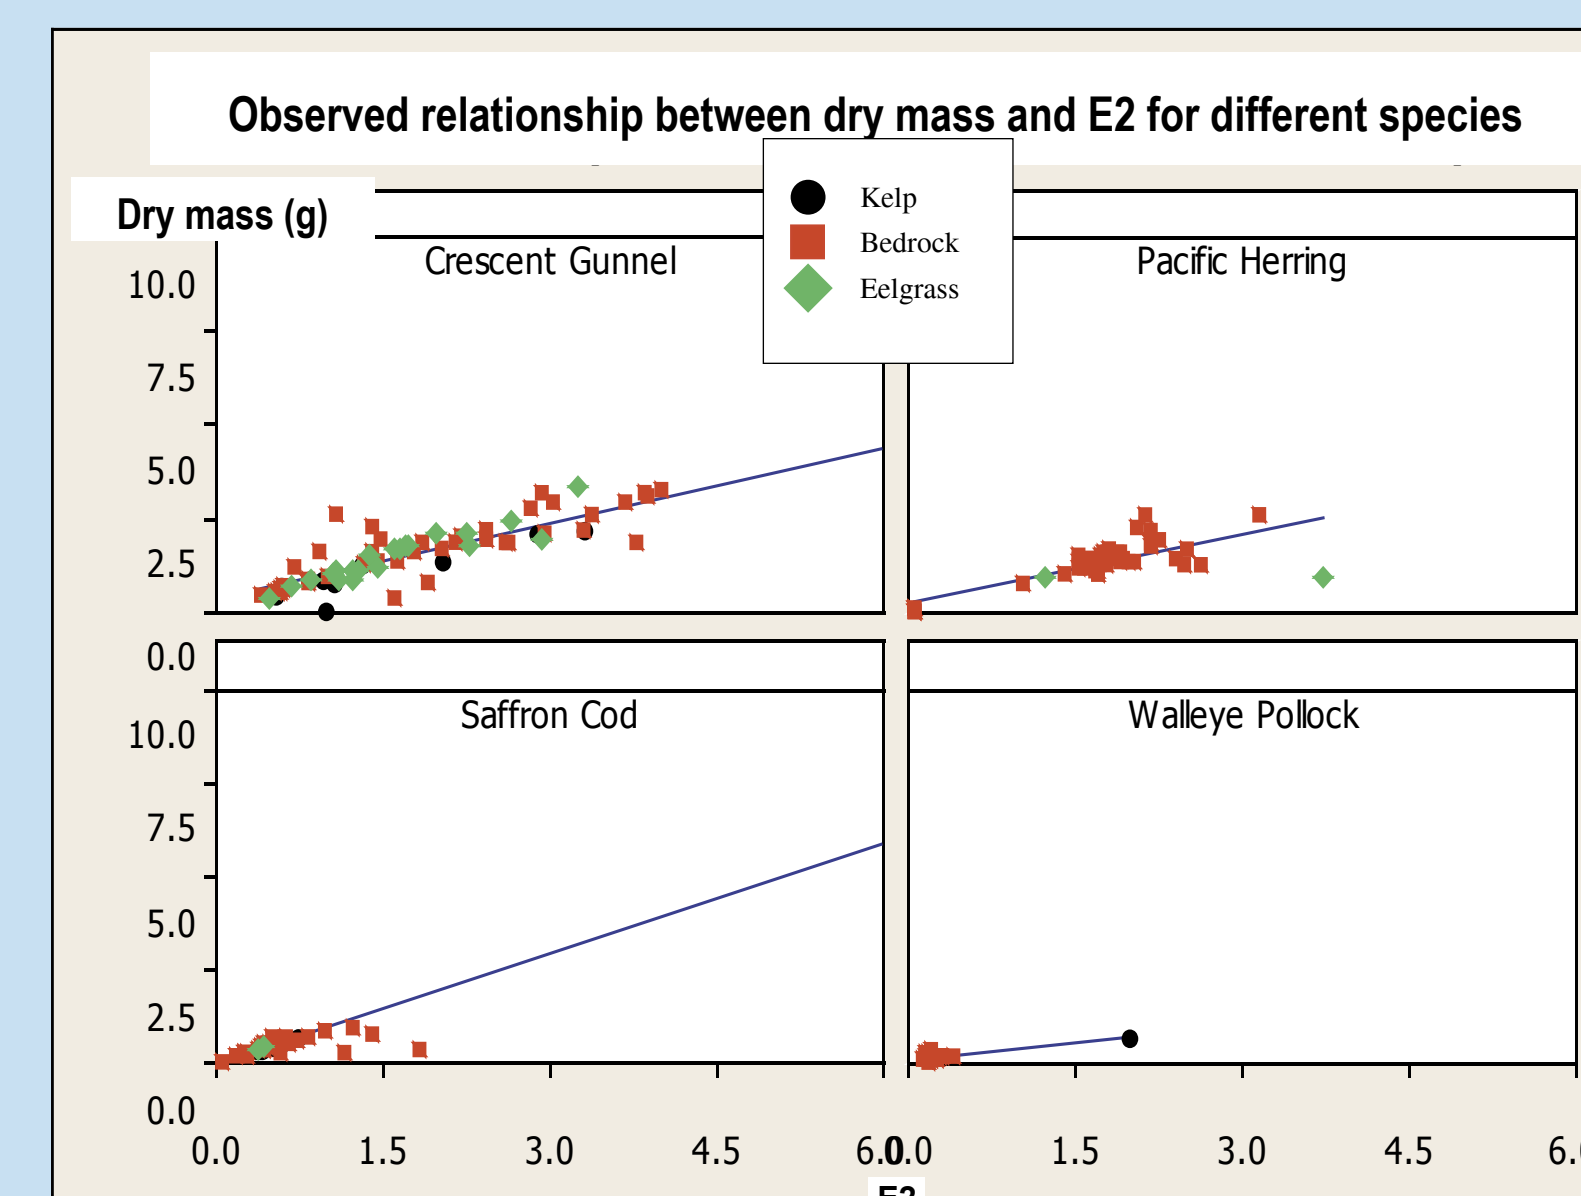 Observed relationship between dry mass and E2 for different species
Dry mass (g)
Kelp
Bedrock
Eelgrass
Crescent Gunnel
Pacific Herring
10.0
7.5
5.0
2.5
0.0
Saffron Cod
Walleye Pollock
10.0
7.5
5.0
2.5
0.0
0.0 1.5 3.0 4.5 6.0 0.0 1.5 3.0 4.5
E2